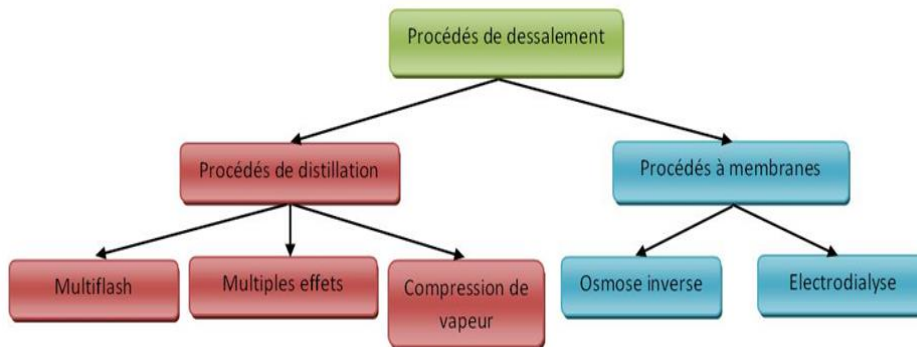 Procédés de dessalement
Procédés de distillation
Procédés à membranes
Multiflash
Multiples effets
Compression de
vapeur
Osmose inverse
Electrodialyse